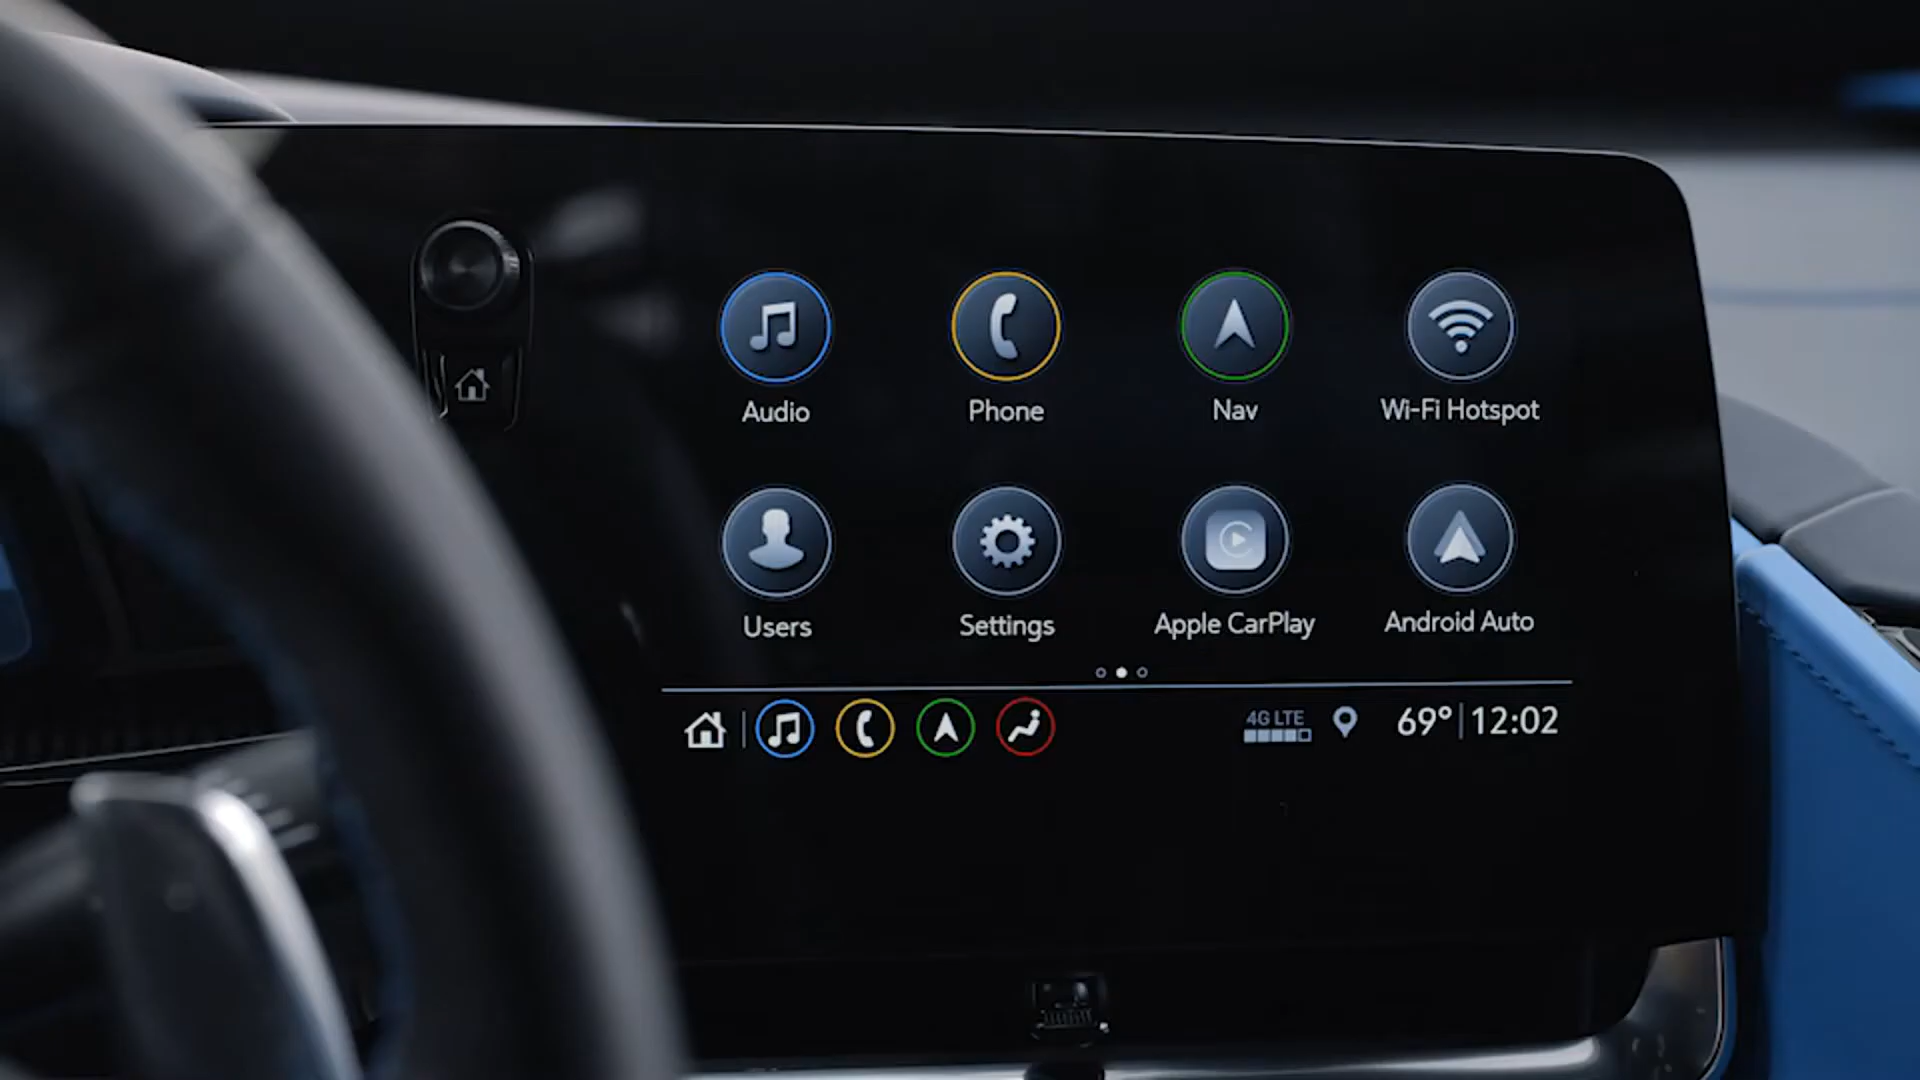 Audio
Phone
Nav
Wi-Fi Hotspot
Users
Settings
Apple CarPlay
Android Auto
4G LTE
69° 12:02